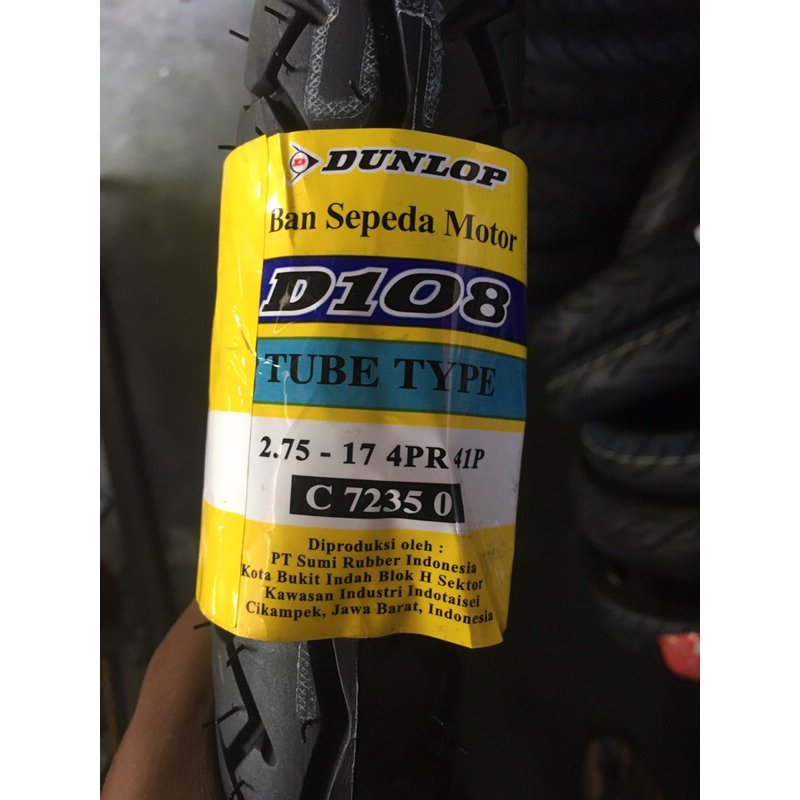 DUNLOP
Ban Sepeda Motor
D108
TUBE TYPE
2.75 - 17 4PR 41P
C 7235 0
Diproduksi oleh :
PT Sumi Rubber Indonesia
Kota Bukit Indah Blok H Sektor
Kawasan Industri Indotaisei
Cikampek, Jawa Barat, Indonesia